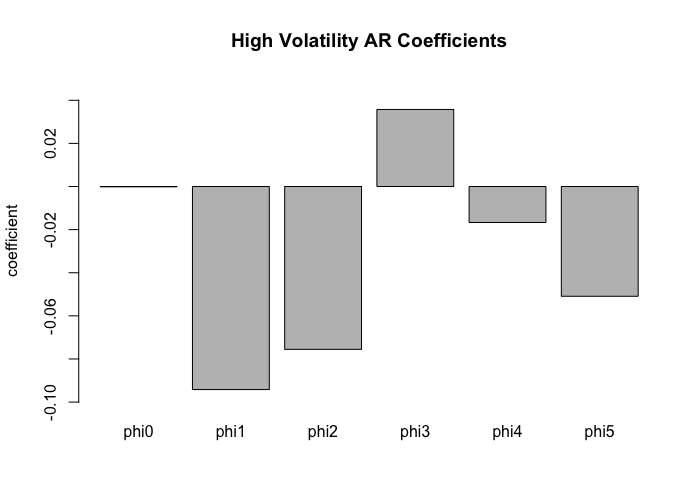 High Volatility AR Coefficients
coefficient
0.02
-0.02
-0.06
-0.10
phi0 phi1 phi2 phi3 phi4 phi5